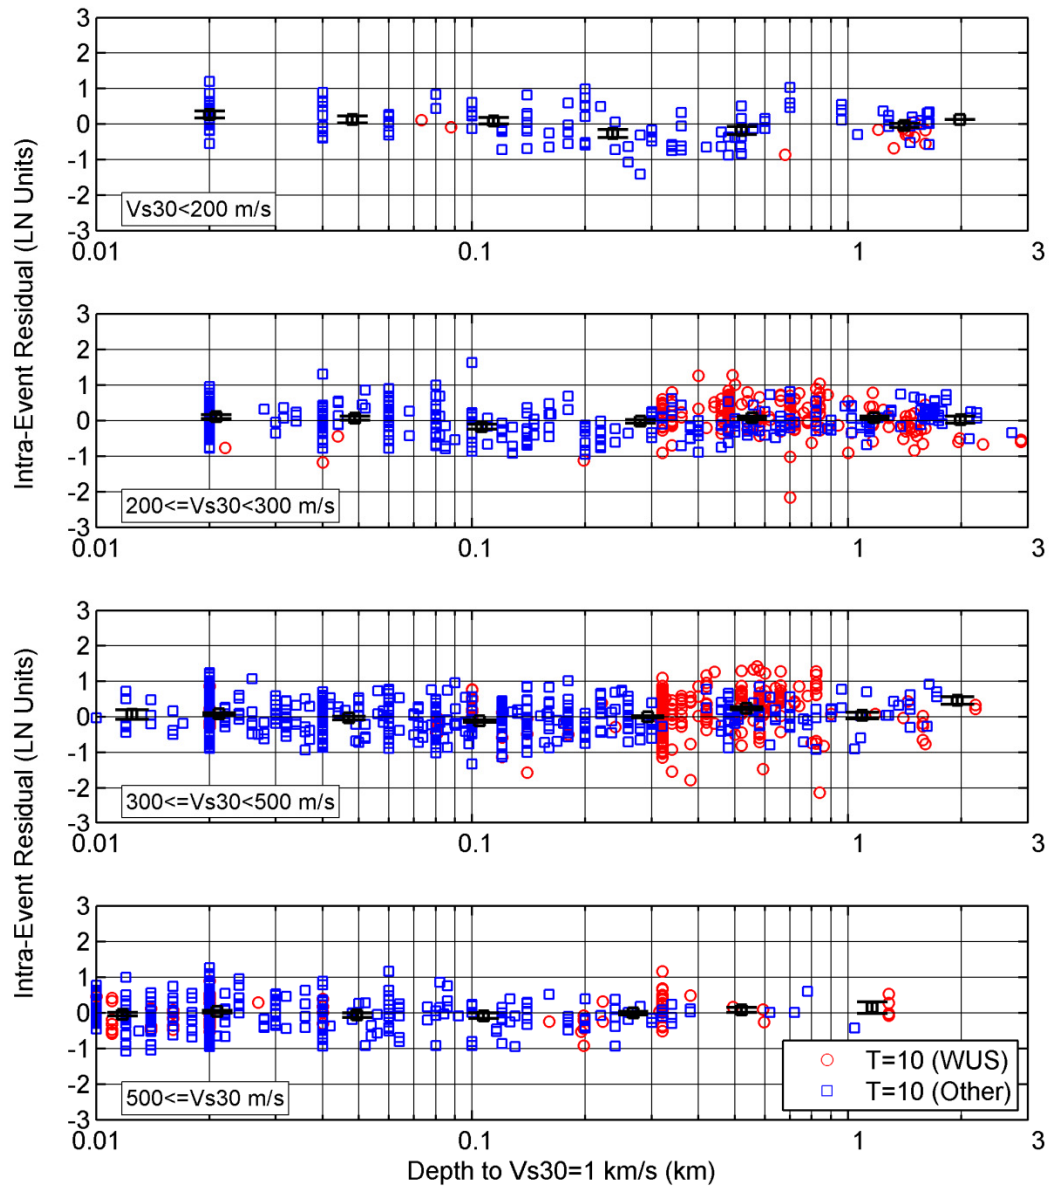 3
2
1
0
-1
-2
-3
Vs30<200 m/s
0.01 0.1 1 3
Intra-Event Residual (LN Units)
3
2
1
0
-1
-2
-3
200<=Vs30<300 m/s
0.01 0.1 1 3
3
2
1
0
-1
-2
-3
300<=Vs30<500 m/s
0.01 0.1 1 3
Intra-Event Residual (LN Units)
3
2
1
0
-1
-2
-3
500<=Vs30 m/s
T=10 (WUS)
T=10 (Other)
0.01 0.1 1 3
Depth to Vs30=1 km/s (km)